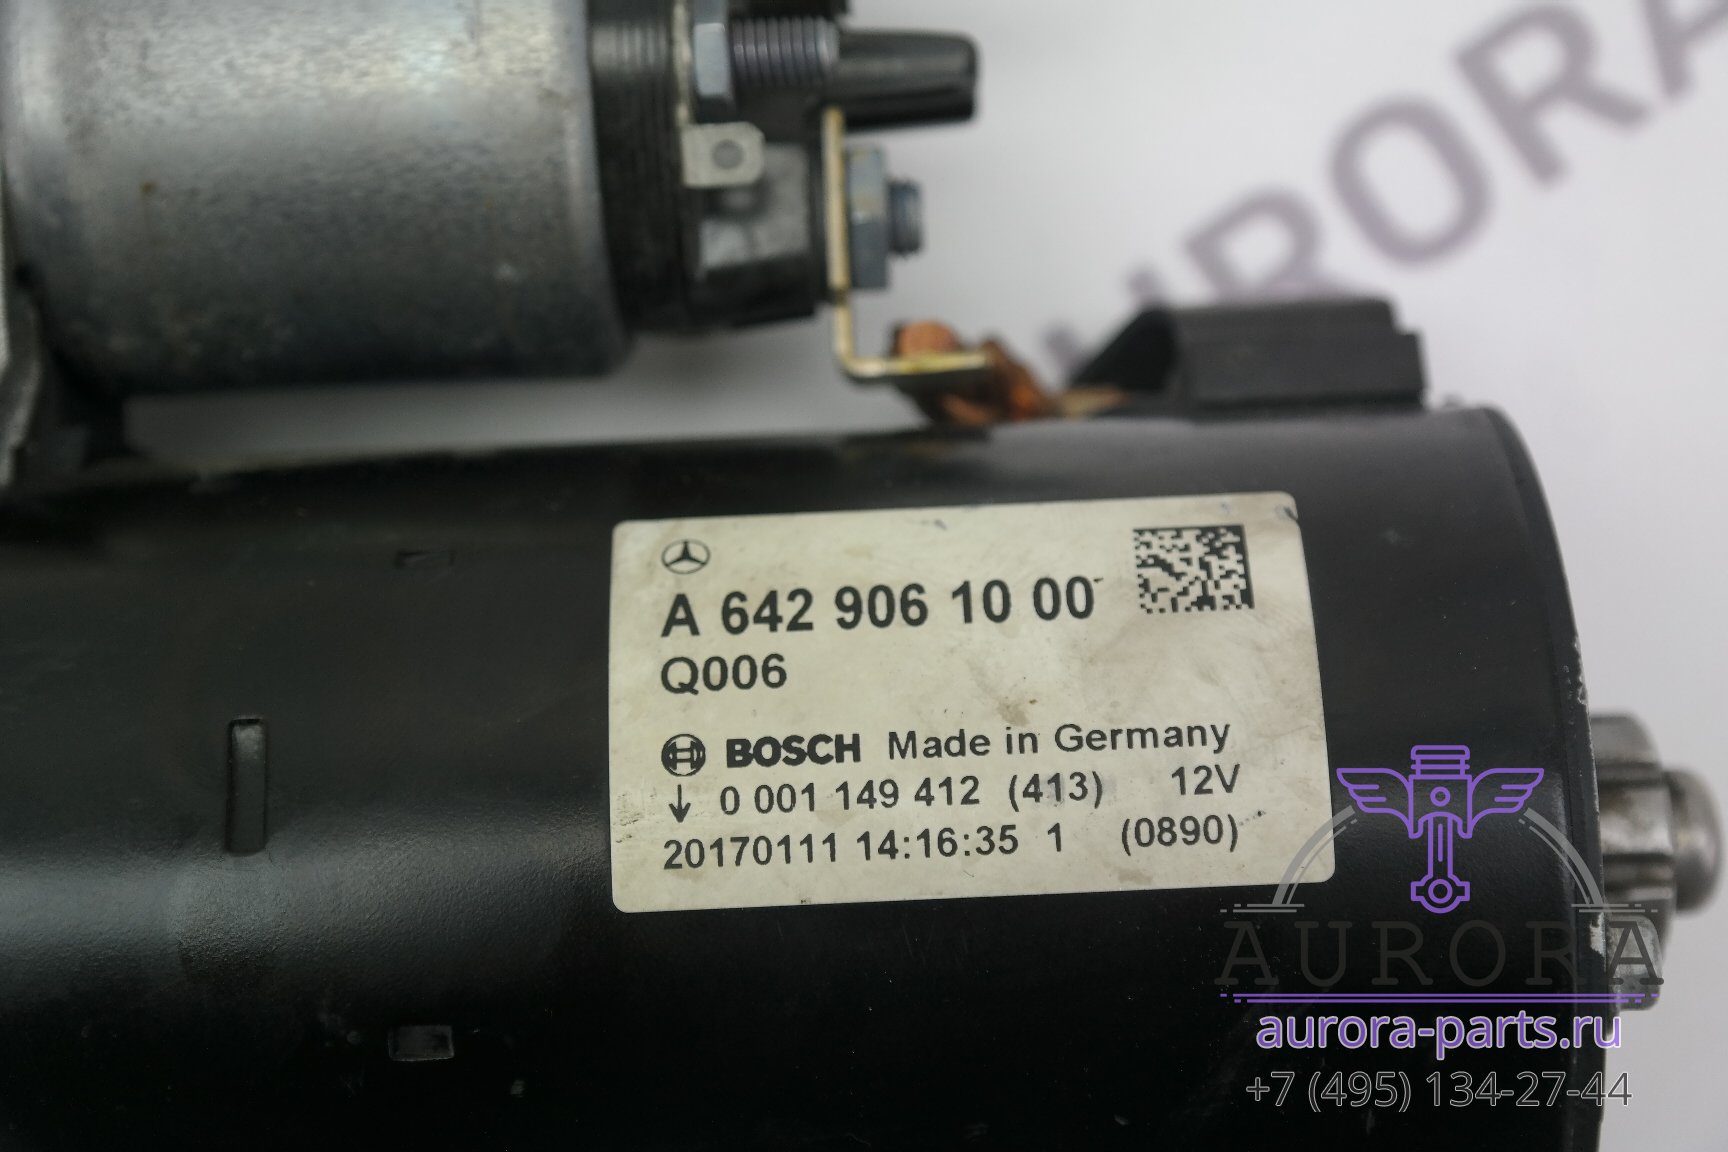 AURORA
A 642 906 10 00
Q006
BOSCH Made in Germany
0 001 149 412 (413) 12V
20170111 14:16:35 1 (0890)
AURORA
aurora-parts.ru
+7 (495) 134-27-44